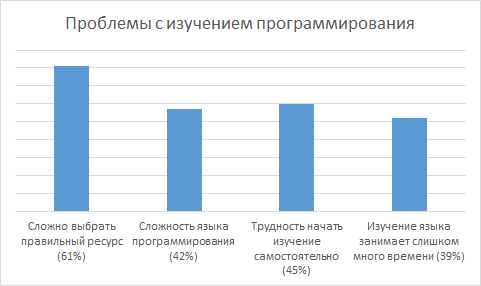 Проблемы с изучением программирования
Сложно выбрать
правильный ресурс
(61%)
Сложность языка
программирования
(42%)
Трудность начать
изучение
самостоятельно
(45%)
Изучение языка
занимает слишком
много времени (39%)